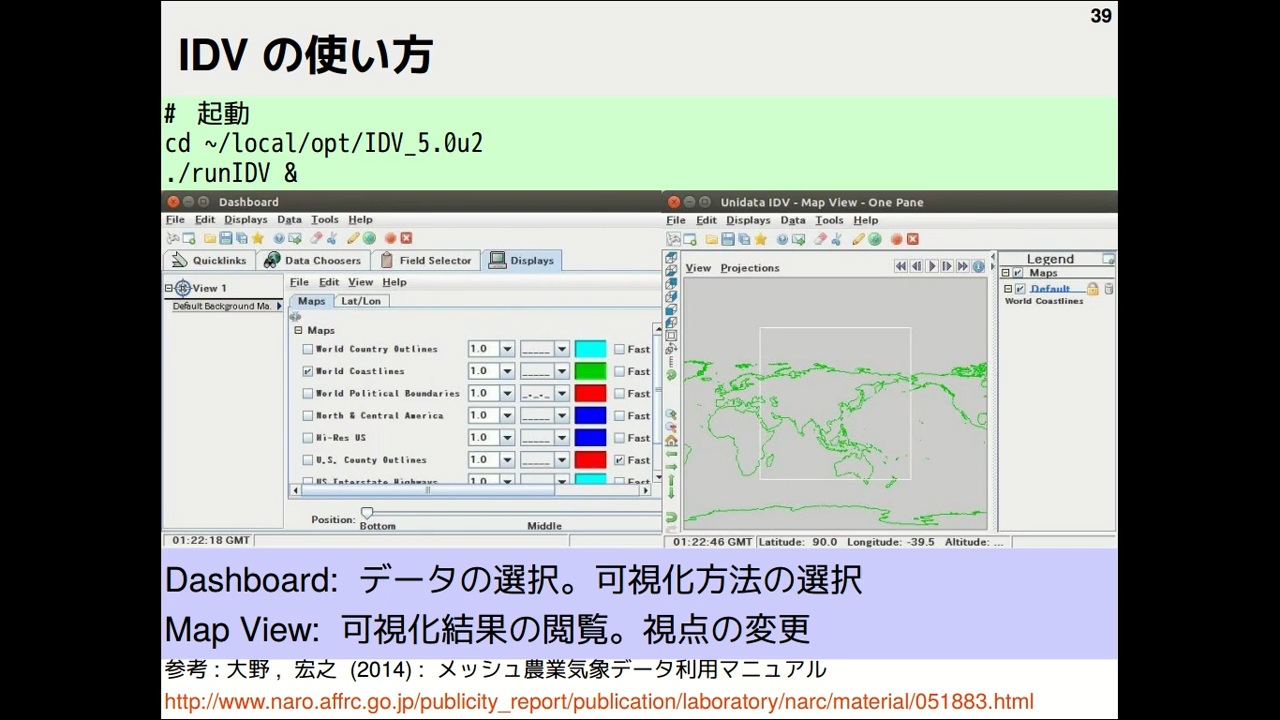 39
IDV の使い方
# 起動
cd ~/local/opt/IDV_5.0u2
./runIDV &
Dashboard
File Edit Displays Data Tools Help
Quicklinks Data Choosers Field Selector Displays
View 1
Default Background Ma.
File Edit View Help
Maps Lat/Lon
Maps
World Country Outlines 1.0 Fast
World Coastlines 1.0 Fast
World Political Boundaries 1.0 Fast
North & Central America 1.0 Fast
Hi-Res US 1.0 Fast
U.S. County Outlines 1.0 Fast
US Interstate Highways 1.0 Fast
Position: Bottom Middle
01:22:18 GMT
Unidata IDV - Map View - One Pane
File Edit Displays Data Tools Help
View Projections
Legend
Maps
Default
World Coastlines
01:22:46 GMT Latitude: 90.0 Longitude: -39.5 Altitude: ...
Dashboard: データの選択。可視化方法の選択
Map View: 可視化結果の閲覧。視点の変更
参考 : 大野 , 宏之 (2014) : メッシュ農業気象データ利用マニュアル
http://www.naro.affrc.go.jp/publicity_report/publication/laboratory/narc/material/051883.html